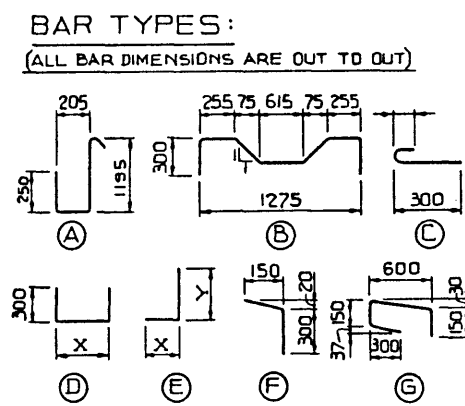 BAR TYPES:
(ALL BAR DIMENSIONS ARE OUT TO OUT)
205
250
1195
A
255 75 615 75 255
300
1275
B
300
C
300
X
D
Y
X
E
150
20
300
F
600
30
150
150
37
300
G